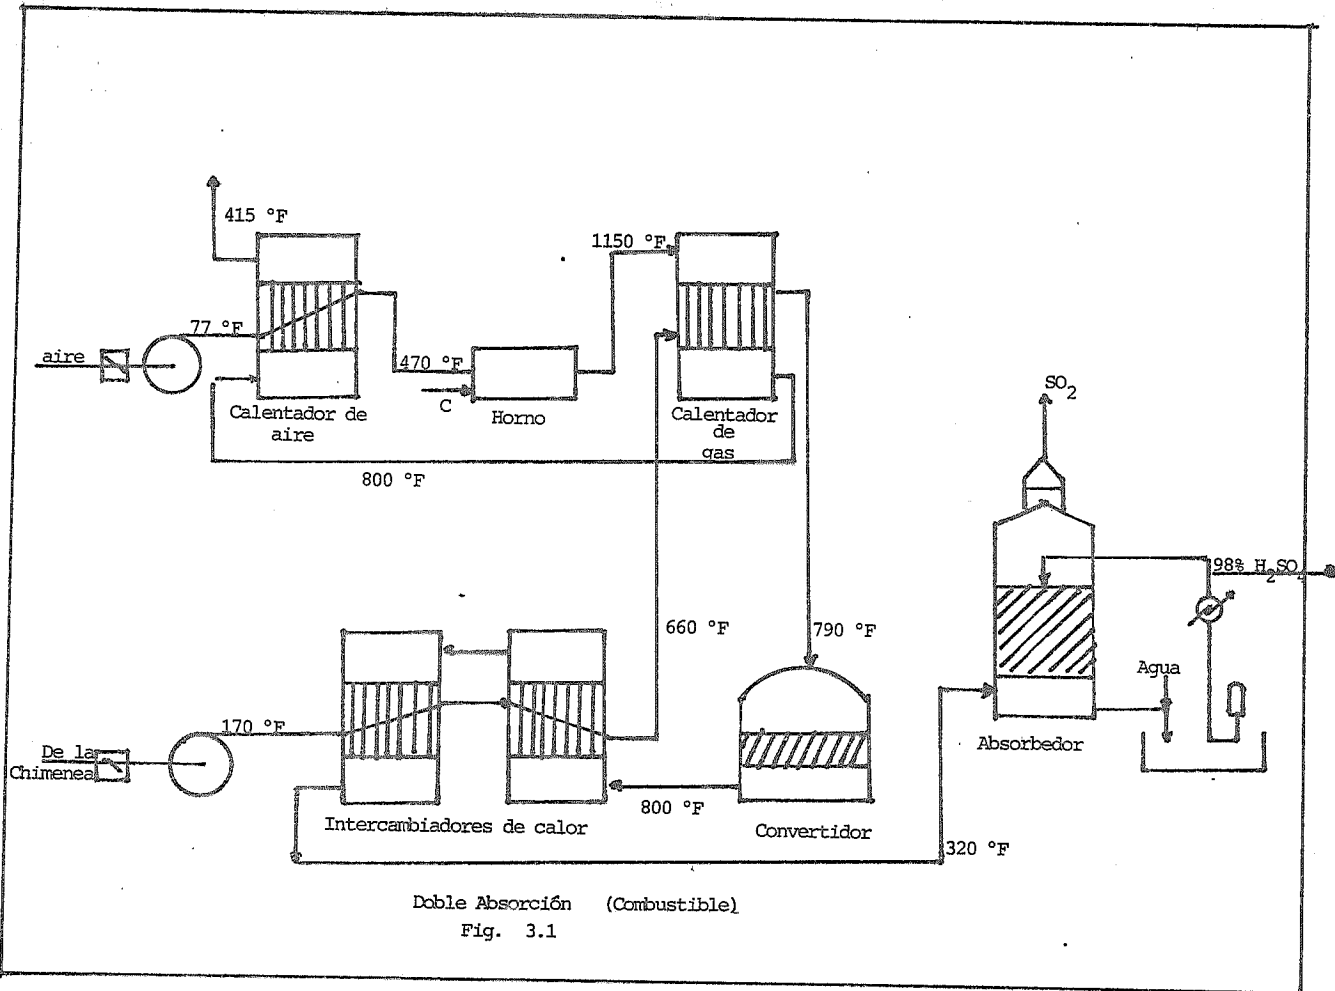 415 °F
1150 °F
77 °F
aire
470 °F
C
Horno
Calentador de
aire
Calentador
de
gas
800 °F
SO2
98% H2SO4
660 °F
790 °F
Agua
170 °F
De la
Chimenea
Absorbedor
800 °F
Intercambiadores de calor
Convertidor
320 °F
Doble Absorción (Combustible)
Fig. 3.1